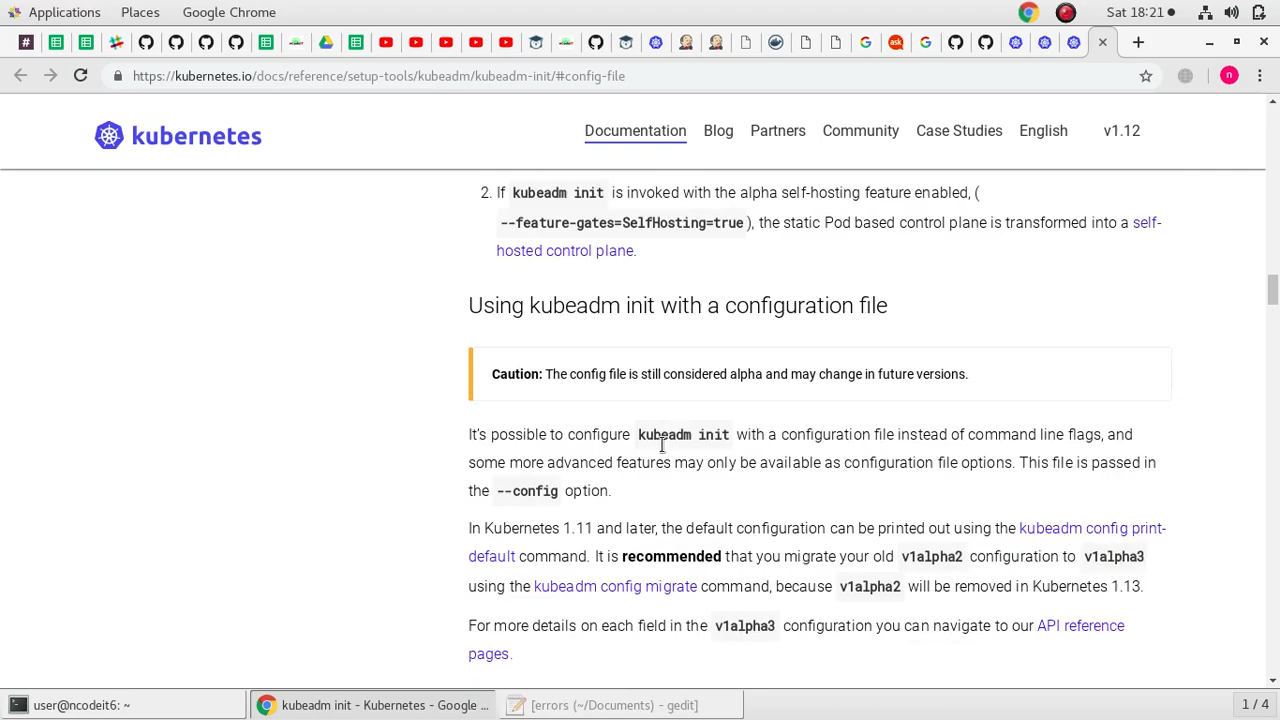 Applications Places Google Chrome Sat 18:21
https://kubernetes.io/docs/reference/setup-tools/kubeadm/kubeadm-init/#config-file
n
kubernetes Documentation Blog Partners Community Case Studies English v1.12
2. If kubeadm init is invoked with the alpha self-hosting feature enabled, (
--feature-gates=SelfHosting=true ), the static Pod based control plane is transformed into a self-
hosted control plane.
Using kubeadm init with a configuration file
Caution: The config file is still considered alpha and may change in future versions.
It's possible to configure kubeadm init with a configuration file instead of command line flags, and
some more advanced features may only be available as configuration file options. This file is passed in
the --config option.
In Kubernetes 1.11 and later, the default configuration can be printed out using the kubeadm config print-
default command. It is recommended that you migrate your old v1alpha2 configuration to v1alpha3
using the kubeadm config migrate command, because v1alpha2 will be removed in Kubernetes 1.13.
For more details on each field in the v1alpha3 configuration you can navigate to our API reference
pages.
user@ncodeit6: ~ kubeadm init - Kubernetes - Google ... [errors (~/Documents) - gedit] 1 / 4